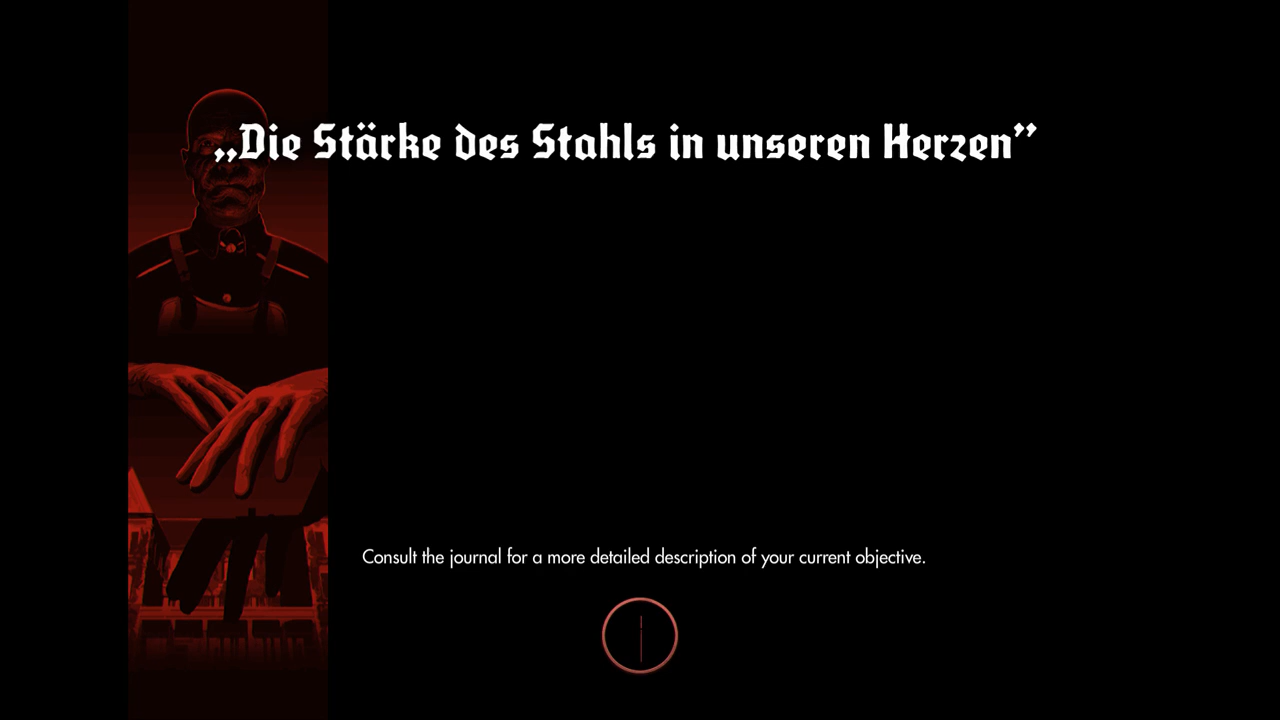 „Die Stärke des Stahls in unseren Herzen”
Consult the journal for a more detailed description of your current objective.